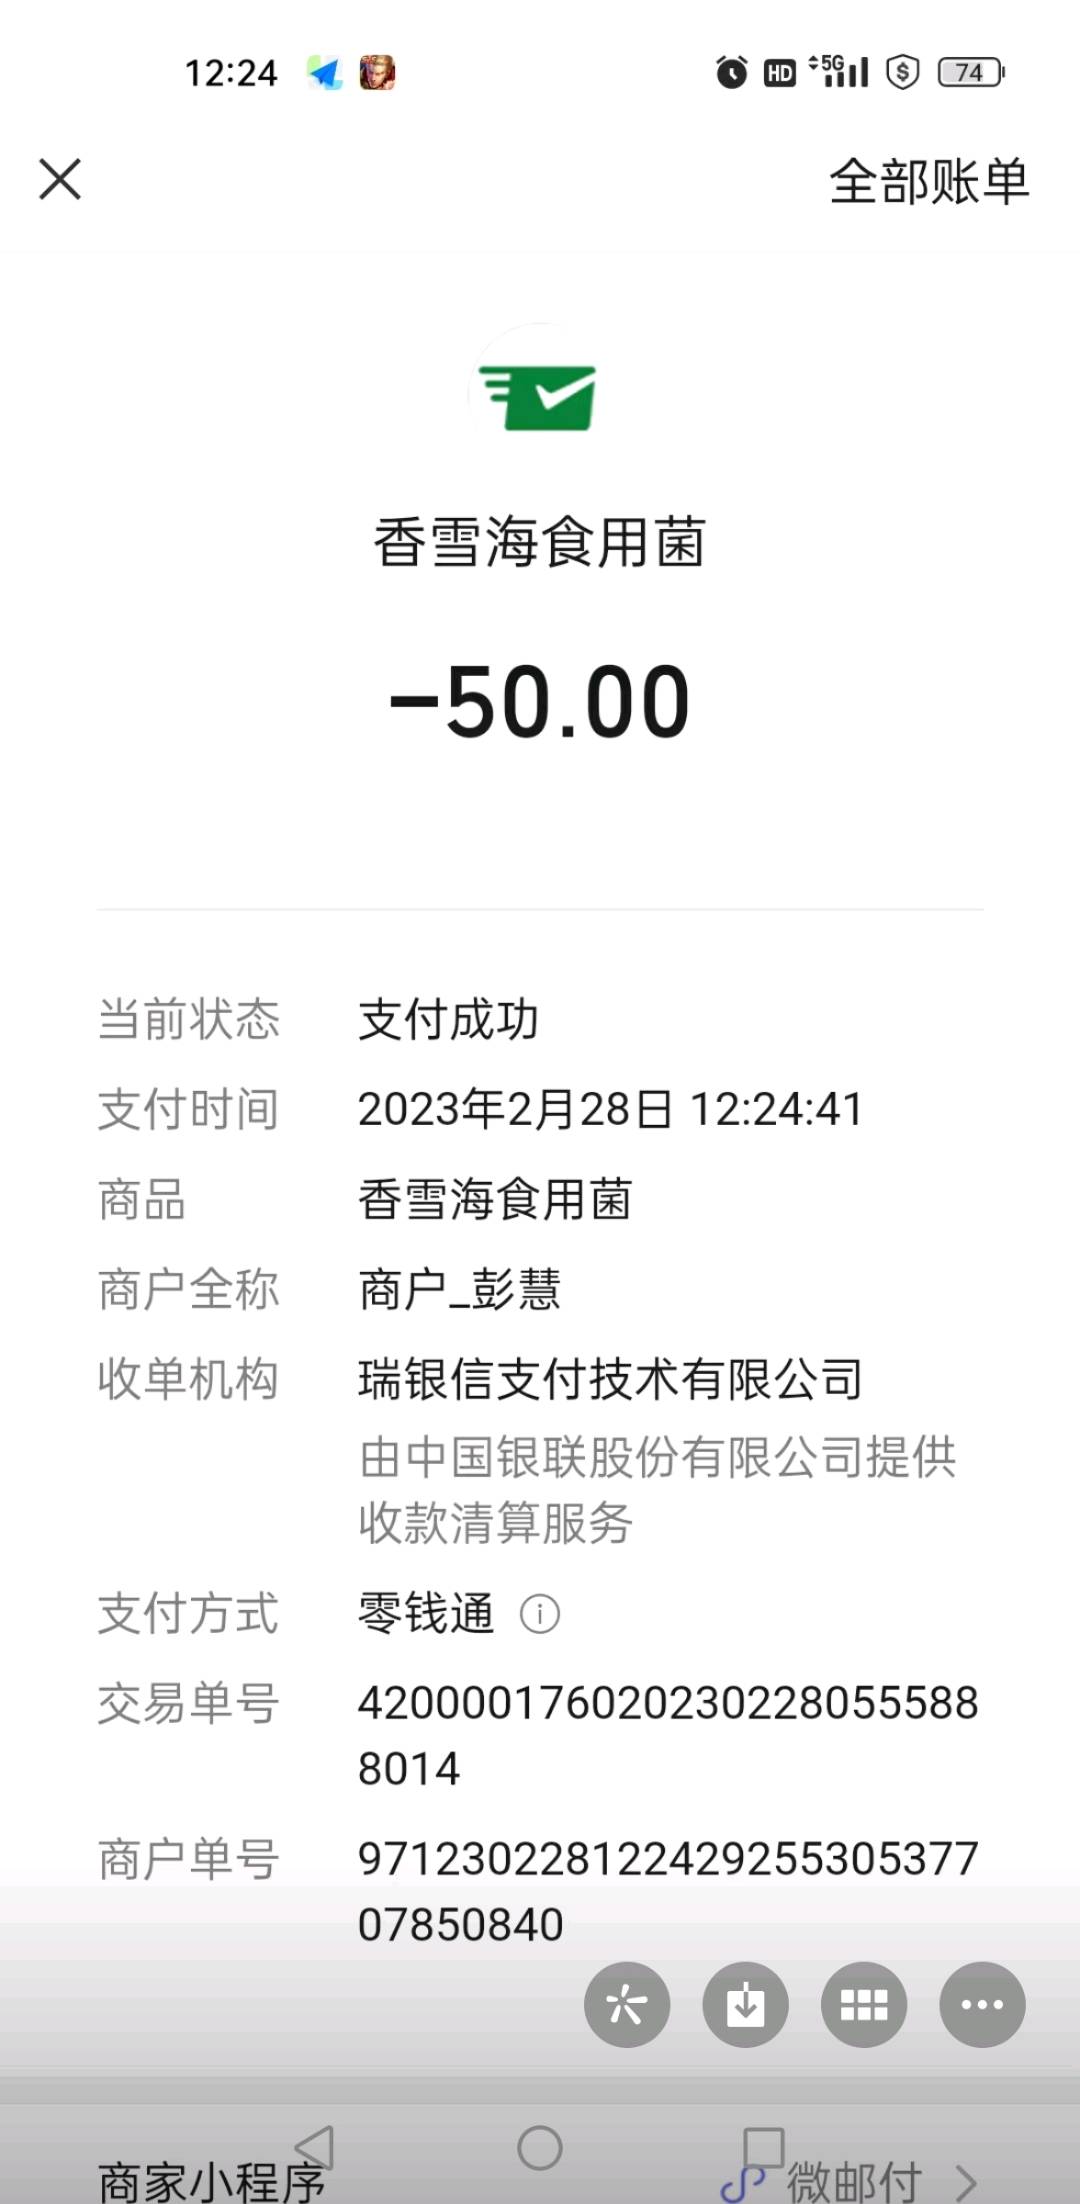 12:24
HD
5G
74
全部账单
香雪海食用菌
-50.00
当前状态 支付成功
支付时间 2023年2月28日 12:24:41
商品 香雪海食用菌
商户全称 商户_彭慧
收单机构 瑞银信支付技术有限公司
由中国银联股份有限公司提供
收款清算服务
支付方式 零钱通
交易单号 4200001760202302280555888
8014
商户单号 9712302281224292553053777
07850840
商家小程序 微邮付